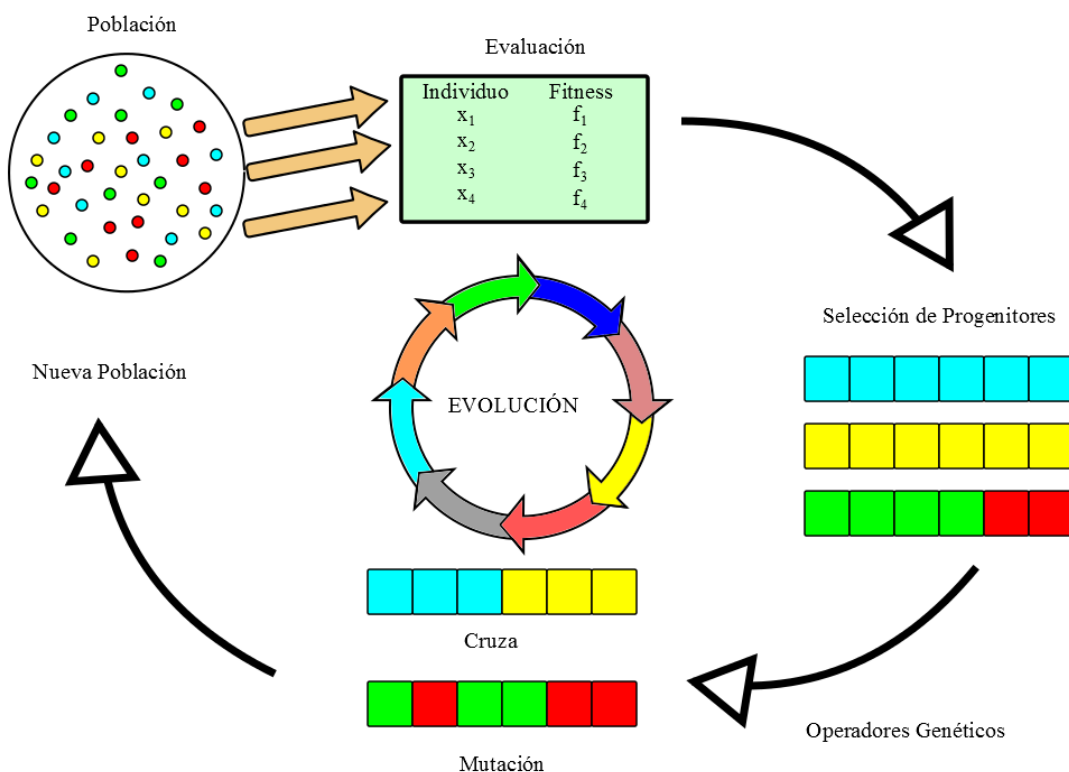 Población
Evaluación
Individuo Fitness
x₁ f₁
x₂ f₂
x₃ f₃
x₄ f₄
Selección de Progenitores
Nueva Población
EVOLUCIÓN
Cruza
Operadores Genéticos
Mutación